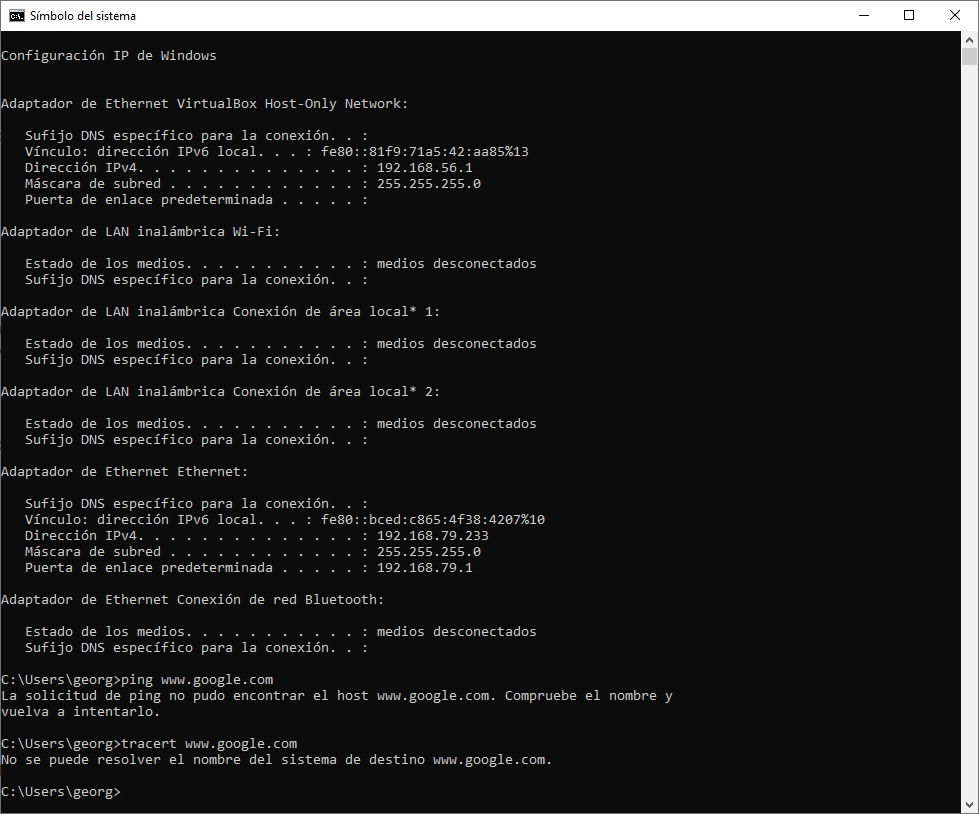 Símbolo del sistema
Configuración IP de Windows
Adaptador de Ethernet VirtualBox Host-Only Network:
Sufijo DNS específico para la conexión. . :
Vínculo: dirección IPv6 local. . . : fe80::81f9:71a5:42:aa85%13
Dirección IPv4. . . . . . . . . . . . . . : 192.168.56.1
Máscara de subred . . . . . . . . . . . . : 255.255.255.0
Puerta de enlace predeterminada . . . . . :
Adaptador de LAN inalámbrica Wi-Fi:
Estado de los medios. . . . . . . . . . . : medios desconectados
Sufijo DNS específico para la conexión. . :
Adaptador de LAN inalámbrica Conexión de área local* 1:
Estado de los medios. . . . . . . . . . . : medios desconectados
Sufijo DNS específico para la conexión. . :
Adaptador de LAN inalámbrica Conexión de área local* 2:
Estado de los medios. . . . . . . . . . . : medios desconectados
Sufijo DNS específico para la conexión. . :
Adaptador de Ethernet Ethernet:
Sufijo DNS específico para la conexión. . :
Vínculo: dirección IPv6 local. . . : fe80::bced:c865:4f38:4207%10
Dirección IPv4. . . . . . . . . . . . . . : 192.168.79.233
Máscara de subred . . . . . . . . . . . . : 255.255.255.0
Puerta de enlace predeterminada . . . . . : 192.168.79.1
Adaptador de Ethernet Conexión de red Bluetooth:
Estado de los medios. . . . . . . . . . . : medios desconectados
Sufijo DNS específico para la conexión. . :
C:\Users\georg>ping www.google.com
La solicitud de ping no pudo encontrar el host www.google.com. Compruebe el nombre y
vuelva a intentarlo.
C:\Users\georg>tracert www.google.com
No se puede resolver el nombre del sistema de destino www.google.com.
C:\Users\georg>